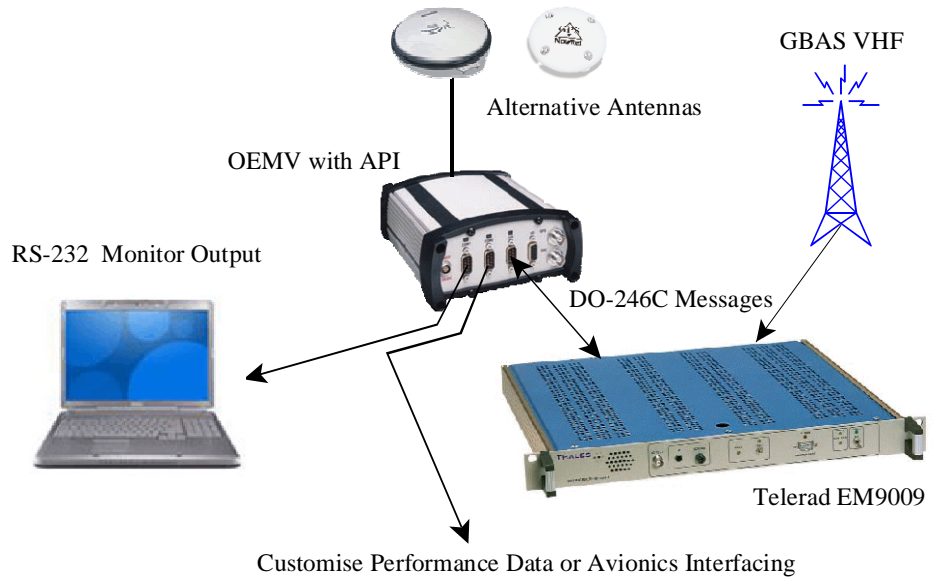 GBAS VHF
NovAtel
Alternative Antennas
OEMV with API
RS-232 Monitor Output
DO-246C Messages
THALES
Telerad EM9009
Customise Performance Data or Avionics Interfacing